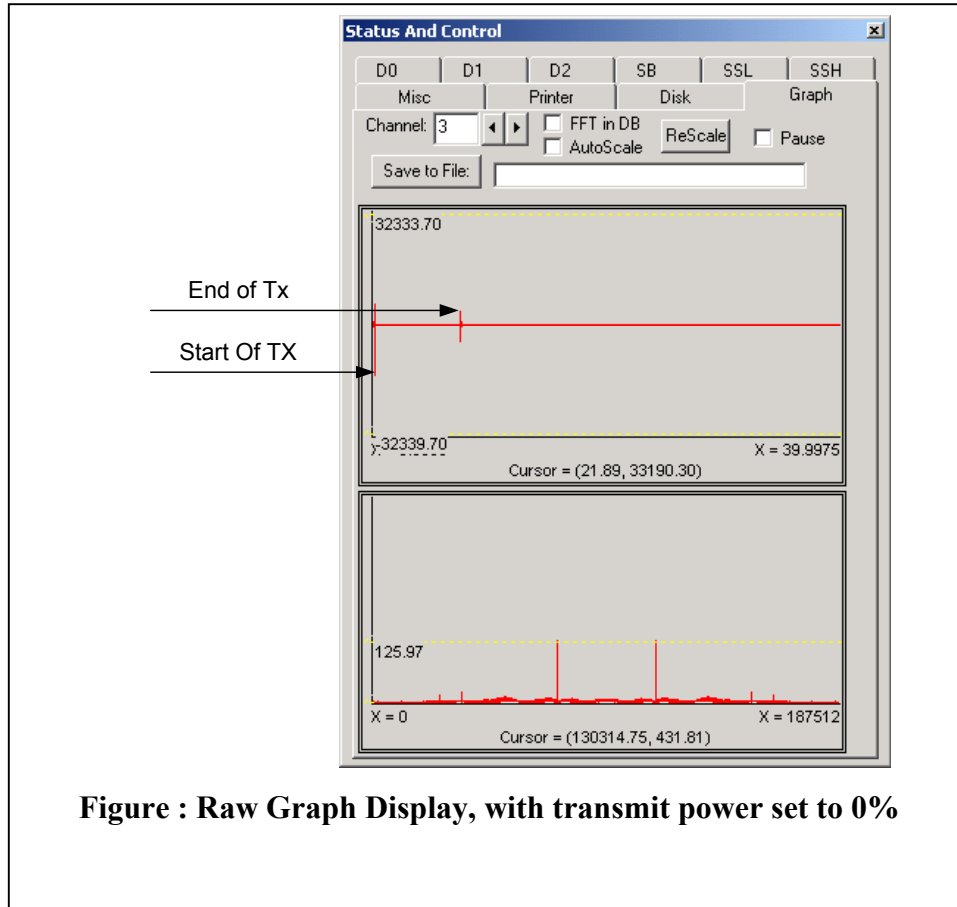 Status And Control
D0 D1 D2 SB SSL SSH
Misc Printer Disk Graph
Channel: 3 FFT in DB ReScale Pause
AutoScale
Save to File:
32333.70
End of Tx
Start Of TX
-32339.70
X = 39.9975
Cursor = (21.89, 33190.30)
125.97
X = 0 X = 187512
Cursor = (130314.75, 431.81)
Figure : Raw Graph Display, with transmit power set to 0%